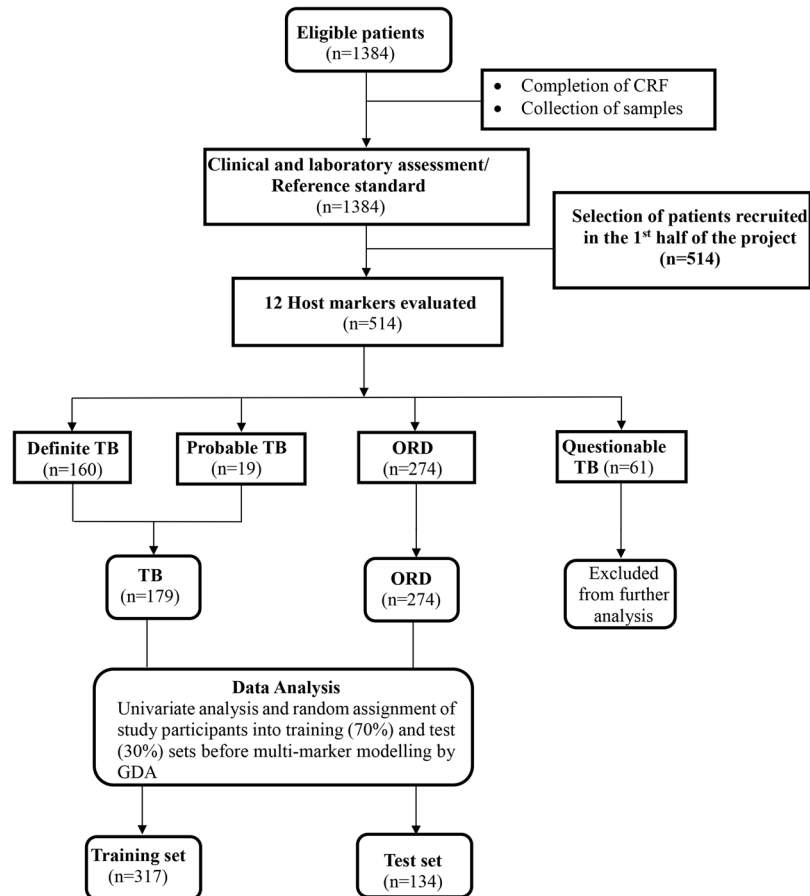 Eligible patients
(n=1384)
• Completion of CRF
• Collection of samples
Clinical and laboratory assessment/
Reference standard
(n=1384)
Selection of patients recruited
in the 1st half of the project
(n=514)
12 Host markers evaluated
(n=514)
Definite TB
(n=160)
Probable TB
(n=19)
ORD
(n=274)
Questionable
TB (n=61)
TB
(n=179)
ORD
(n=274)
Excluded
from further
analysis
Data Analysis
Univariate analysis and random assignment of
study participants into training (70%) and test
(30%) sets before multi-marker modelling by
GDA
Training set
(n=317)
Test set
(n=134)